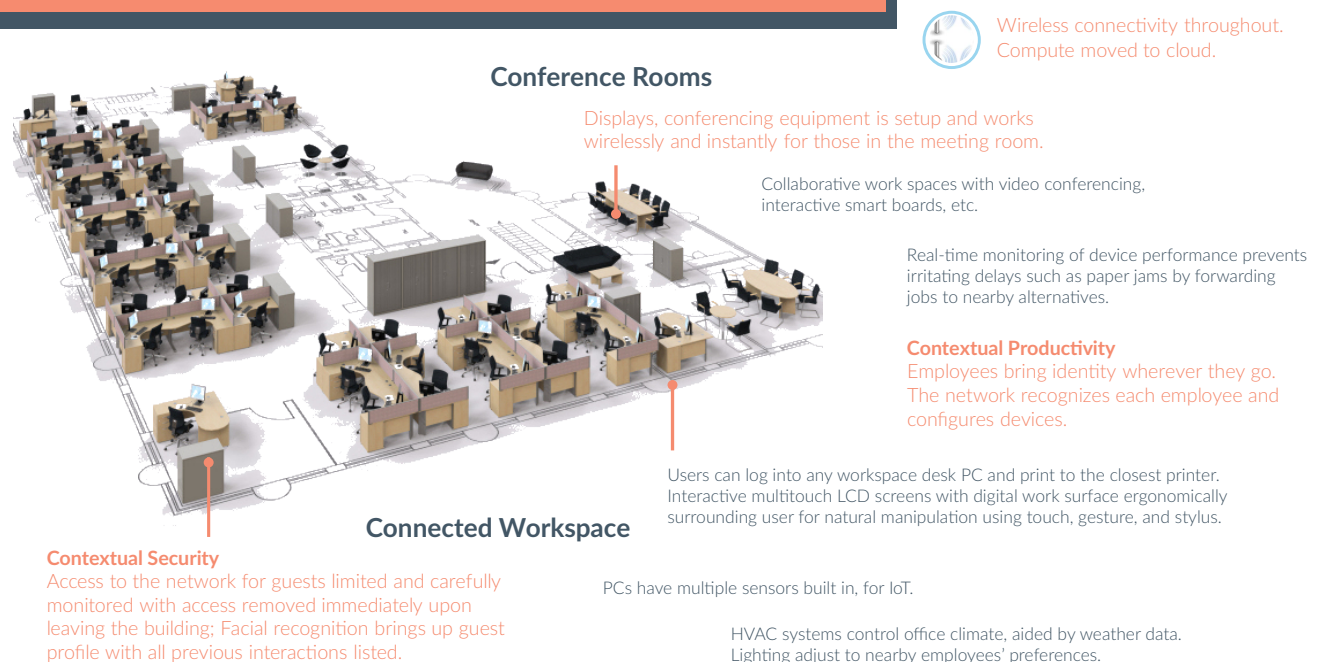 Wireless connectivity throughout.
Compute moved to cloud.
Conference Rooms
Displays, conferencing equipment is setup and works
wirelessly and instantly for those in the meeting room.
Collaborative work spaces with video conferencing,
interactive smart boards, etc.
Real-time monitoring of device performance prevents
irritating delays such as paper jams by forwarding
jobs to nearby alternatives.
Contextual Productivity
Employees bring identity wherever they go.
The network recognizes each employee and
configures devices.
Users can log into any workspace desk PC and print to the closest printer.
Interactive multitouch LCD screens with digital work surface ergonomically
surrounding user for natural manipulation using touch, gesture, and stylus.
Connected Workspace
Contextual Security
Access to the network for guests limited and carefully
monitored with access removed immediately upon
leaving the building; Facial recognition brings up guest
profile with all previous interactions listed.
PCs have multiple sensors built in, for IoT.
HVAC systems control office climate, aided by weather data.
Lighting adjust to nearby employees' preferences.